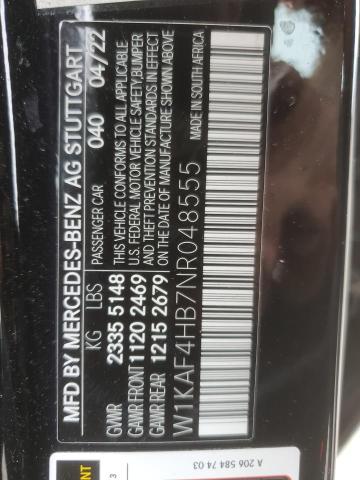 MFD BY MERCEDES-BENZ AG STUTTGART
PASSENGER CAR 040 04/22
KG LBS
GVWR 2335 5148
GAWR FRONT 1120 2469
GAWR REAR 1215 2679
THIS VEHICLE CONFORMS TO ALL APPLICABLE
U.S. FEDERAL MOTOR VEHICLE SAFETY, BUMPER
AND THEFT PREVENTION STANDARDS IN EFFECT
ON THE DATE OF MANUFACTURE SHOWN ABOVE
MADE IN SOUTH AFRICA
W1KAF4HB7NR048555
A 206 584 74 03